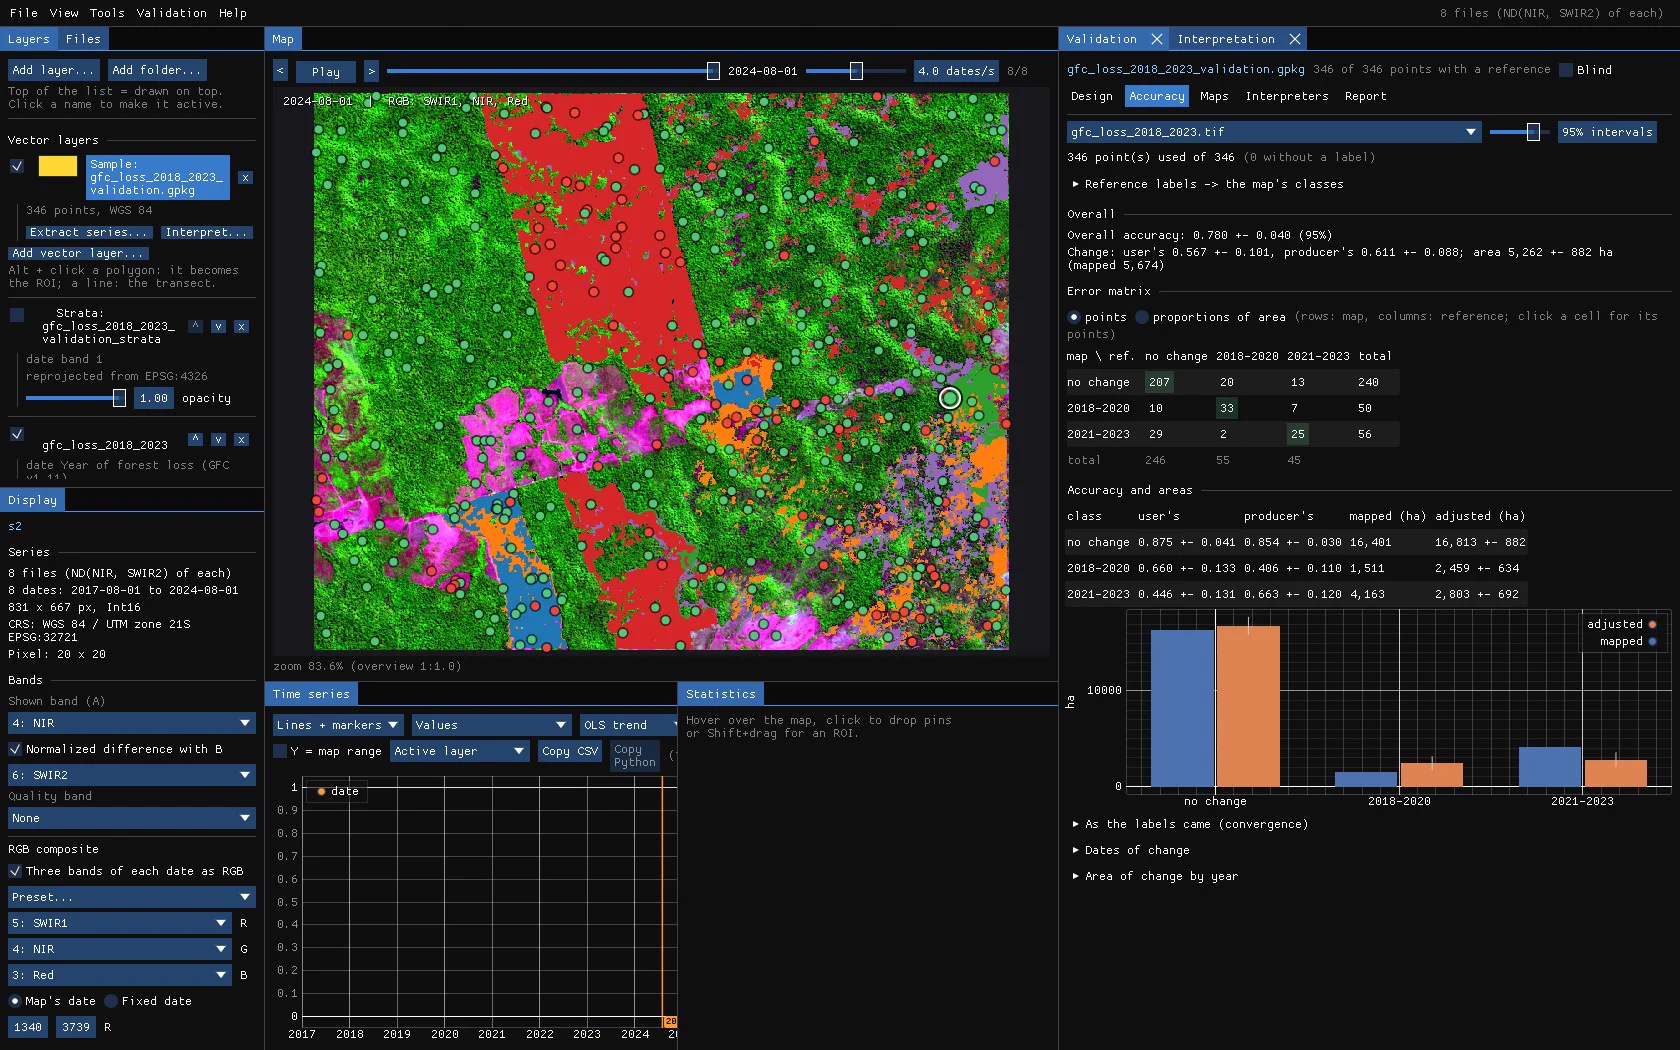 File View Tools Validation Help
8 files (ND(NIR, SWIR2) of each)
Layers Files
Add layer... Add folder...
Top of the list = drawn on top.
Click a name to make it active.
Vector layers
Sample:
gfc_loss_2018_2023_
validation.gpkg
x
346 points, WGS 84
Extract series... Interpret...
Add vector layer...
Alt + click a polygon: it becomes
the ROI; a line: the transect.
Strata:
gfc_loss_2018_2023_
validation_strata
^ v x
date band 1
reprojected from EPSG:4326
1.00 opacity
gfc_loss_2018_2023
^ v x
date Year of forest loss (GFC
v1.11)
Display
s2
Series
8 files (ND(NIR, SWIR2) of each)
8 dates: 2017-08-01 to 2024-08-01
831 x 667 px, Int16
CRS: WGS 84 / UTM zone 21S
EPSG:32721
Pixel: 20 x 20
Bands
Shown band (A)
4: NIR
Normalized difference with B
6: SWIR2
Quality band
None
RGB composite
Three bands of each date as RGB
Preset...
5: SWIR1 R
4: NIR G
3: Red B
Map's date Fixed date
1340 3739 R
Map
< Play > 2024-08-01 4.0 dates/s 8/8
2024-08-01 | RGB: SWIR1, NIR, Red
zoom 83.6% (overview 1:1.0)
Time series
Lines + markers Values OLS trend
Y = map range Active layer Copy CSV Copy
Python
date
1
0.9
0.8
0.7
0.6
0.5
0.4
0.3
0.2
0.1
0
20
2017 2018 2019 2020 2021 2022 2023 2024 20
Statistics
Hover over the map, click to drop pins
or Shift+drag for an ROI.
Validation Interpretation
gfc_loss_2018_2023_validation.gpkg 346 of 346 points with a reference Blind
Design Accuracy Maps Interpreters Report
gfc_loss_2018_2023.tif 95% intervals
346 point(s) used of 346 (0 without a label)
Reference labels -> the map's classes
Overall
Overall accuracy: 0.780 +- 0.040 (95%)
Change: user's 0.567 +- 0.101, producer's 0.611 +- 0.088; area 5,262 +- 882 ha
(mapped 5,674)
Error matrix
points proportions of area (rows: map, columns: reference; click a cell for its
points)
map \ ref. no change 2018-2020 2021-2023 total
no change 207 20 13 240
2018-2020 10 33 7 50
2021-2023 29 2 25 56
total 246 55 45
Accuracy and areas
class user's producer's mapped (ha) adjusted (ha)
no change 0.875 +- 0.041 0.854 +- 0.030 16,401 16,813 +- 882
2018-2020 0.660 +- 0.133 0.406 +- 0.110 1,511 2,459 +- 634
2021-2023 0.446 +- 0.131 0.663 +- 0.120 4,163 2,803 +- 692
adjusted
mapped
ha
10000
0
no change 2018-2020 2021-2023
As the labels came (convergence)
Dates of change
Area of change by year